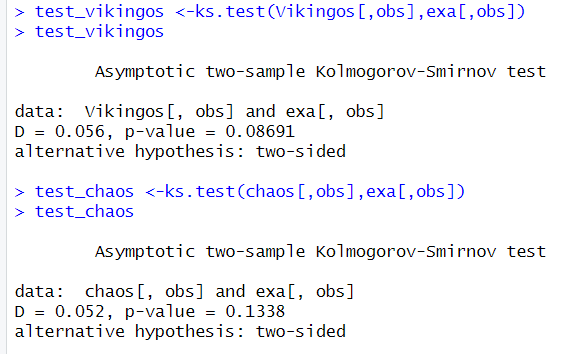 > test_vikingos <-ks.test(Vikingos[,obs],exa[,obs])
> test_vikingos
Asymptotic two-sample Kolmogorov-Smirnov test
data:  Vikingos[, obs] and exa[, obs]
D = 0.056, p-value = 0.08691
alternative hypothesis: two-sided
> test_chaos <-ks.test(chaos[,obs],exa[,obs])
> test_chaos
Asymptotic two-sample Kolmogorov-Smirnov test
data:  chaos[, obs] and exa[, obs]
D = 0.052, p-value = 0.1338
alternative hypothesis: two-sided